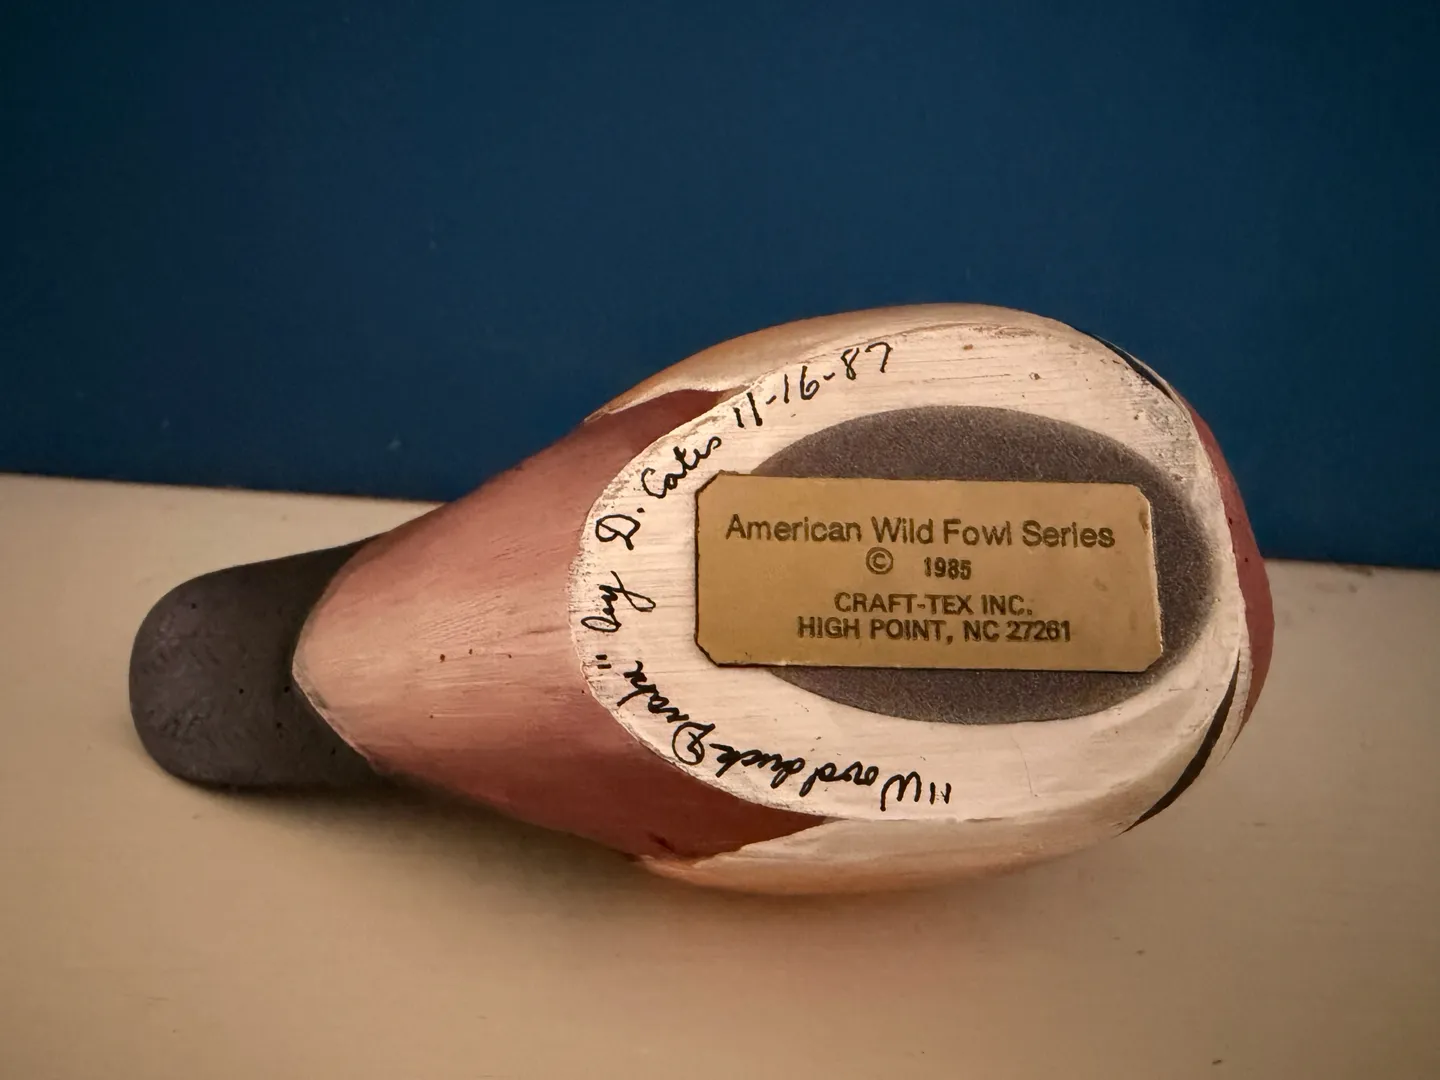 American Wild Fowl Series
© 1985
CRAFT-TEX INC.
HIGH POINT, NC 27261
"Wood duck Drake" D. Cates 11-16-87